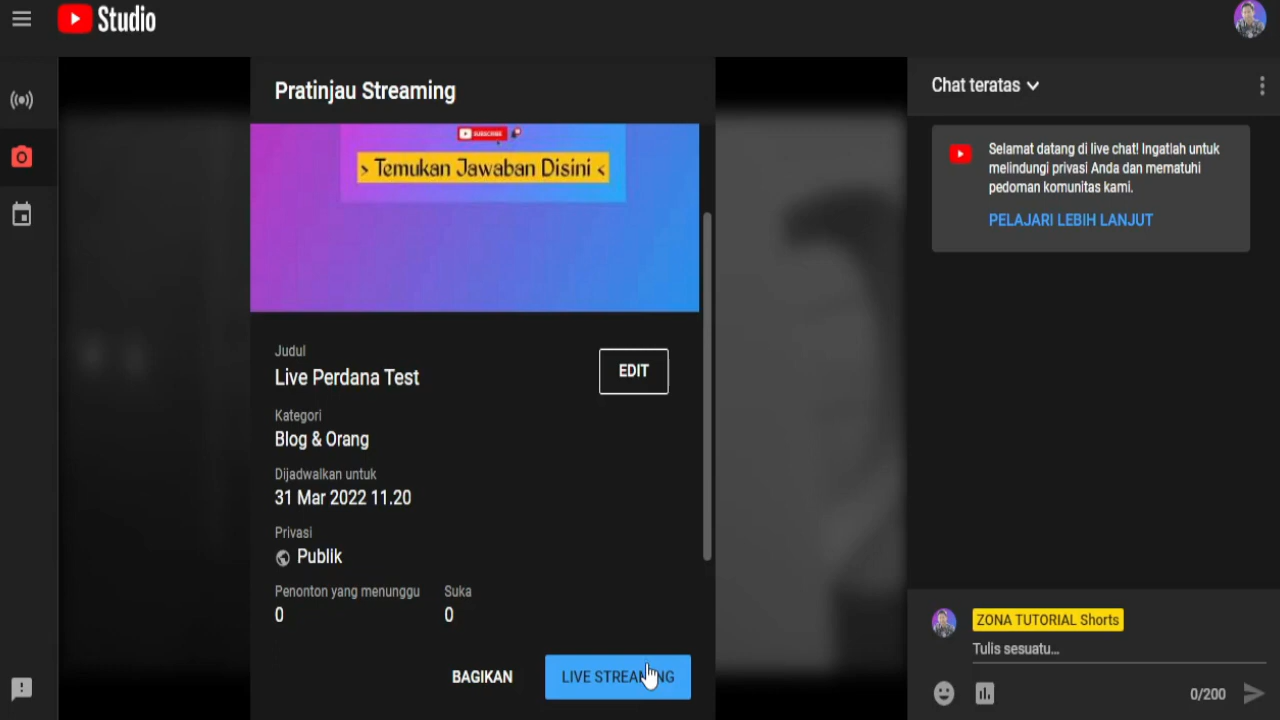 Studio
Pratinjau Streaming
SUBSCRIBE
> Temukan Jawaban Disini <
Judul
Live Perdana Test
EDIT
Kategori
Blog & Orang
Dijadwalkan untuk
31 Mar 2022 11.20
Privasi
Publik
Penonton yang menunggu
Suka
0
0
BAGIKAN
LIVE STREAMING
Chat teratas
Selamat datang di live chat! Ingatlah untuk
melindungi privasi Anda dan mematuhi
pedoman komunitas kami.
PELAJARI LEBIH LANJUT
ZONA TUTORIAL Shorts
Tulis sesuatu...
0/200